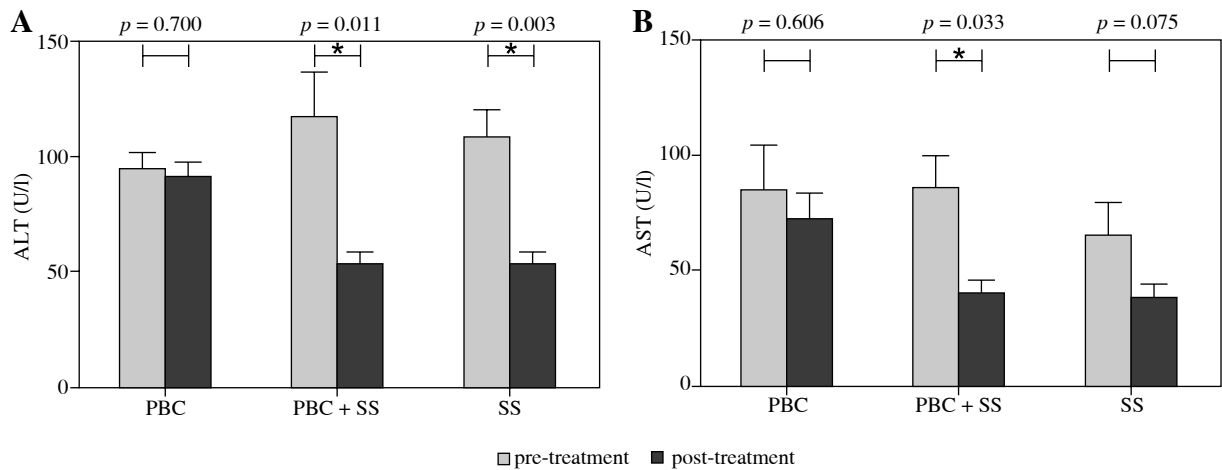 A
p = 0.700 p = 0.011 p = 0.003
* *
150
100
50
0
ALT (U/l)
PBC PBC + SS SS
B
p = 0.606 p = 0.033 p = 0.075
*
150
100
50
0
AST (U/l)
PBC PBC + SS SS
pre-treatment post-treatment